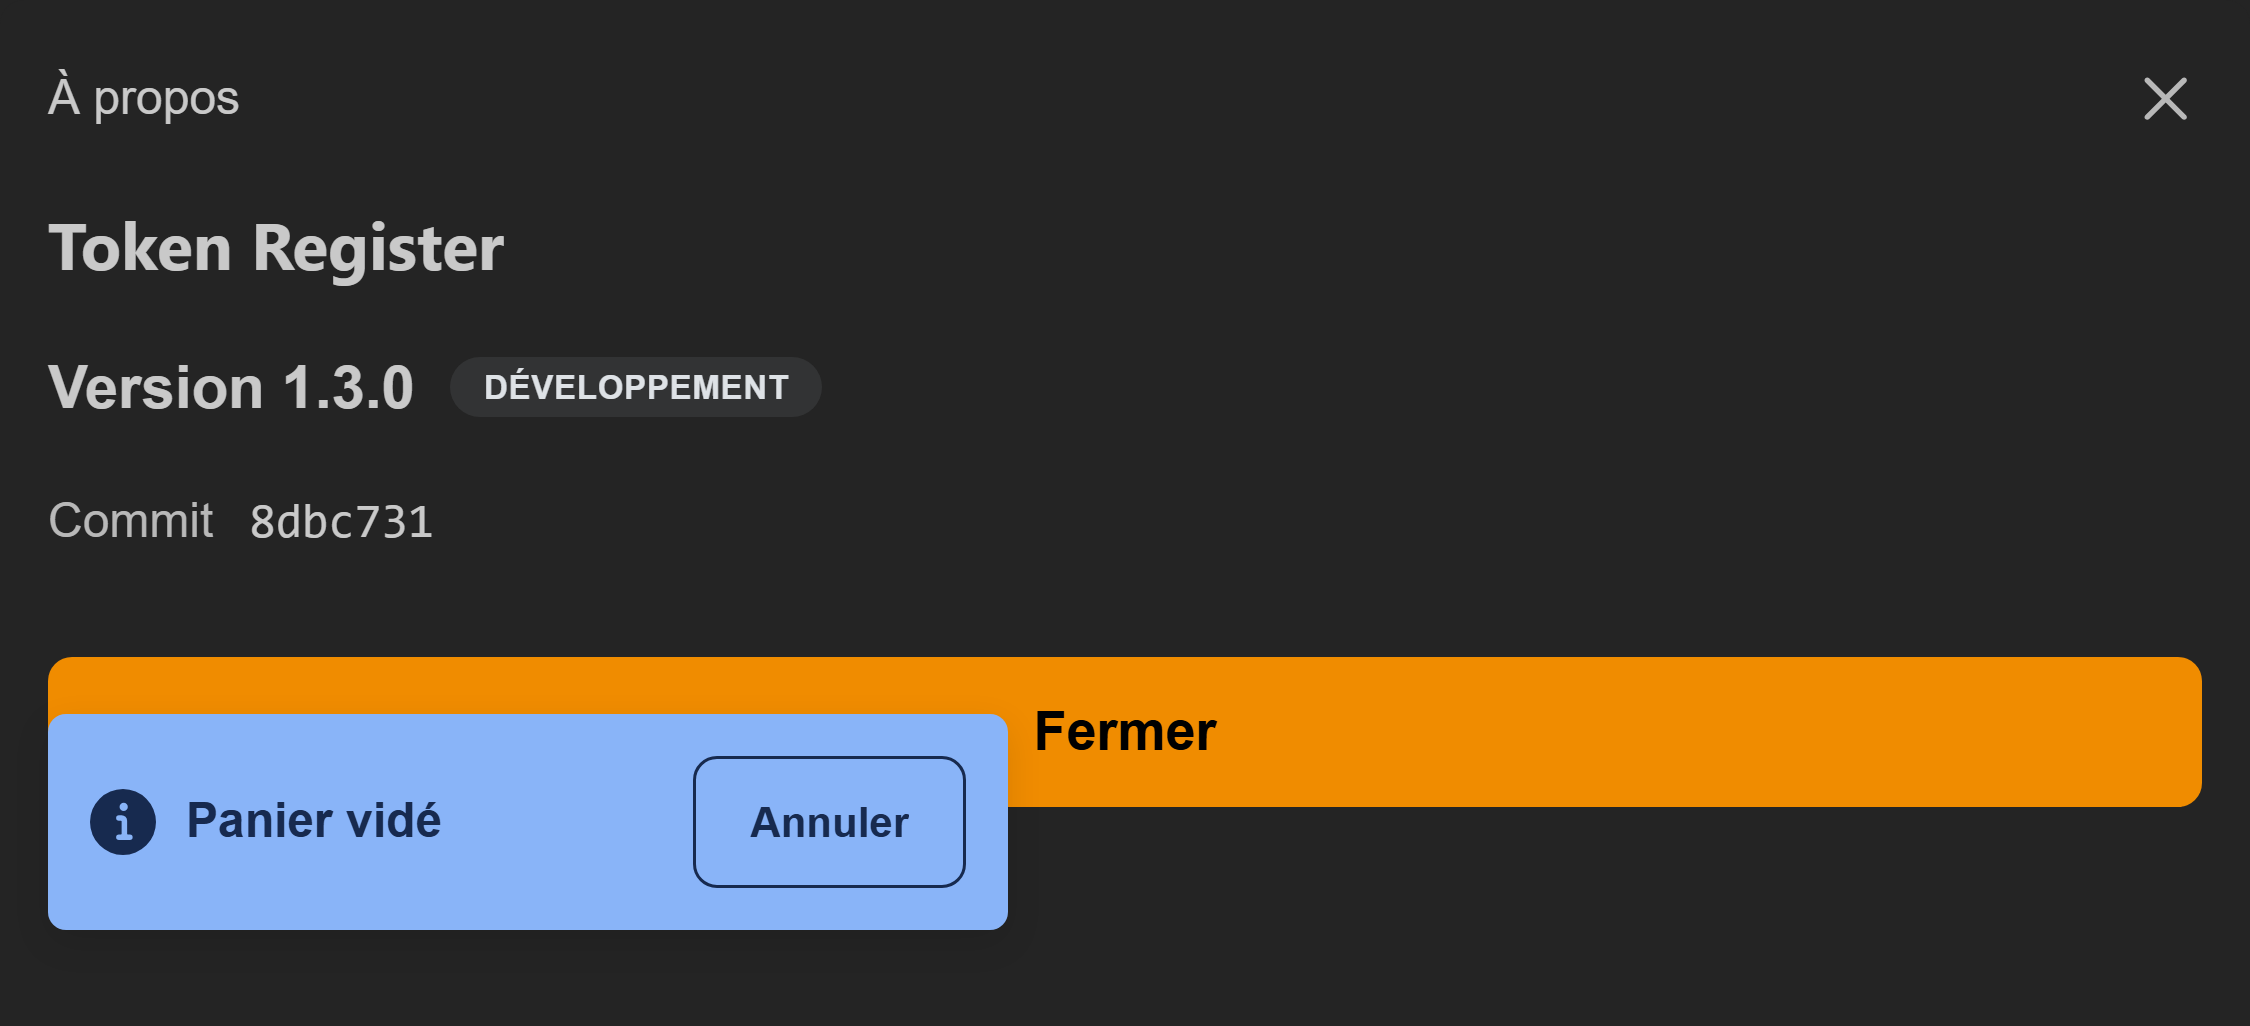 À propos
Token Register
Version 1.3.0 DÉVELOPPEMENT
Commit 8dbc731
Fermer
Panier vidé Annuler